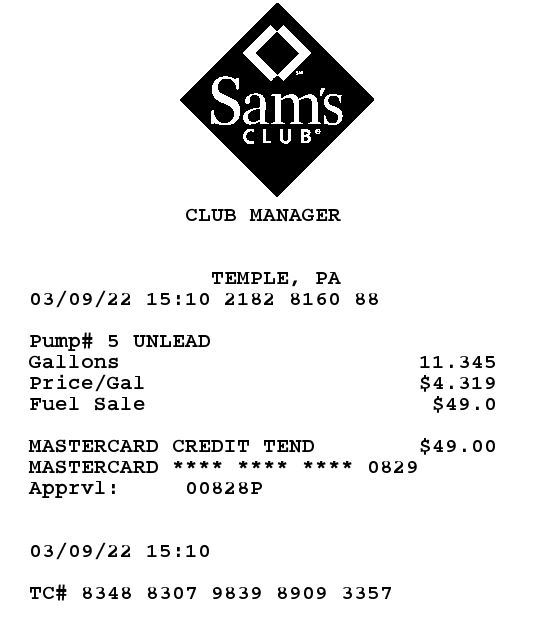 Sam's
CLUB
CLUB MANAGER
TEMPLE, PA
03/09/22 15:10 2182 8160 88
Pump# 5 UNLEAD
Gallons 11.345
Price/Gal $4.319
Fuel Sale $49.0
MASTERCARD CREDIT TEND $49.00
MASTERCARD **** **** **** 0829
Apprvl: 00828P
03/09/22 15:10
TC# 8348 8307 9839 8909 3357